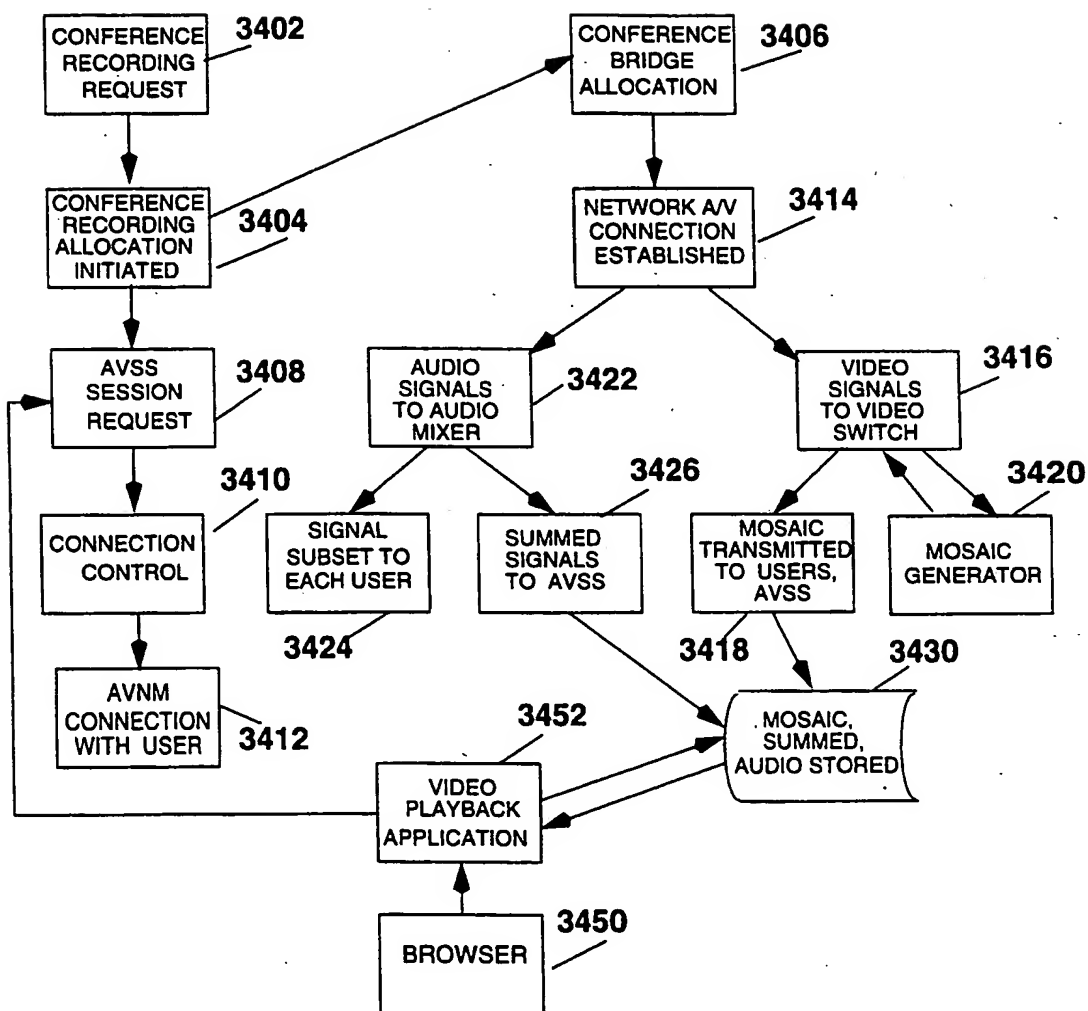 CONFERENCE
RECORDING
REQUEST
3402
CONFERENCE
BRIDGE
ALLOCATION
3406
CONFERENCE
RECORDING
ALLOCATION
INITIATED
3404
NETWORK A/V
CONNECTION
ESTABLISHED
3414
AVSS
SESSION
REQUEST
3408
AUDIO
SIGNALS
TO AUDIO
MIXER
3422
VIDEO
SIGNALS
TO VIDEO
SWITCH
3416
3410
CONNECTION
CONTROL
SIGNAL
SUBSET TO
EACH USER
3424
3426
SUMMED
SIGNALS
TO AVSS
MOSAIC
TRANSMITTED
TO USERS,
AVSS
3418
3420
MOSAIC
GENERATOR
AVNM
CONNECTION
WITH USER
3412
3430
MOSAIC,
SUMMED,
AUDIO STORED
3452
VIDEO
PLAYBACK
APPLICATION
BROWSER
3450